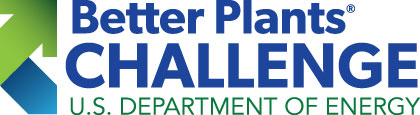 Better Plants®
CHALLENGE
U.S. DEPARTMENT OF ENERGY